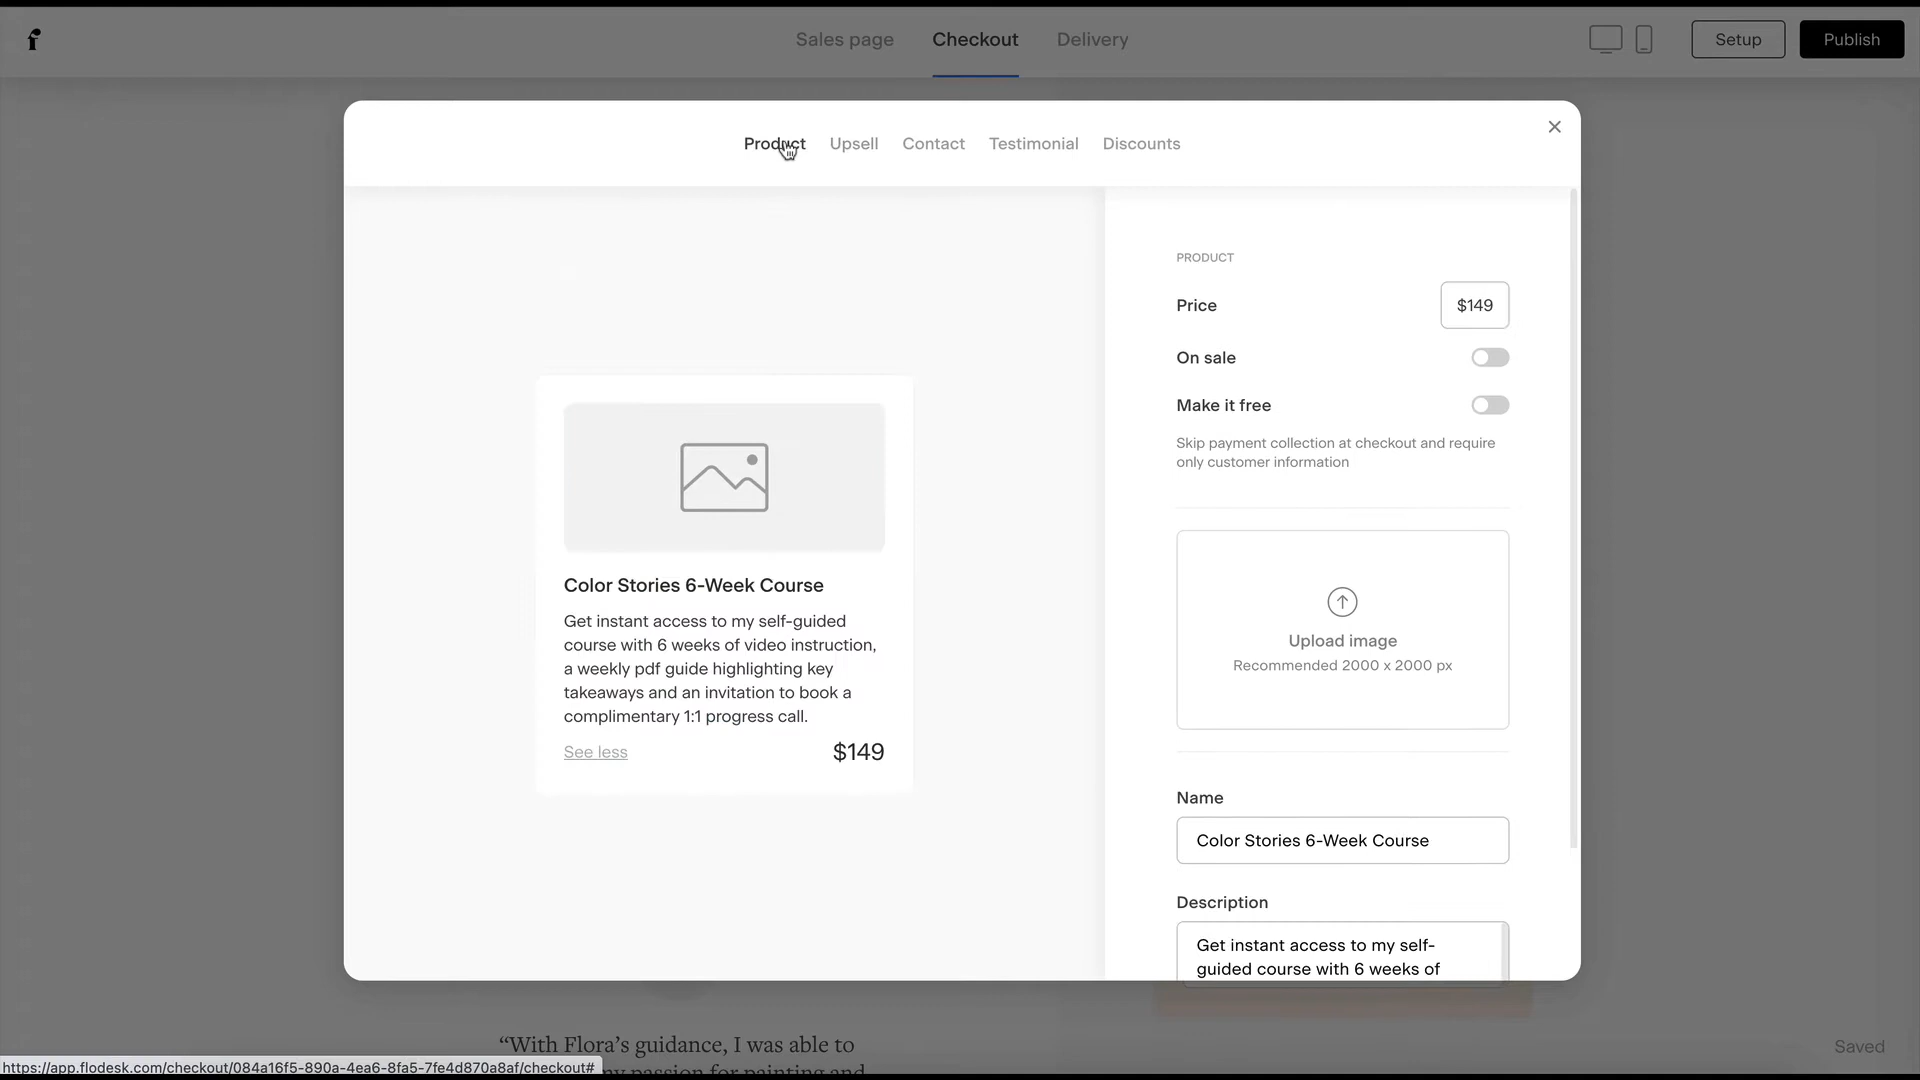 f
Sales page
Checkout
Delivery
Setup
Publish
Product
Upsell
Contact
Testimonial
Discounts
PRODUCT
Price
$149
On sale
Make it free
Skip payment collection at checkout and require
only customer information
Upload image
Recommended 2000 x 2000 px
Color Stories 6-Week Course
Get instant access to my self-guided
course with 6 weeks of video instruction,
a weekly pdf guide highlighting key
takeaways and an invitation to book a
complimentary 1:1 progress call.
See less
$149
Name
Color Stories 6-Week Course
Description
Get instant access to my self-
guided course with 6 weeks of
“With Flora’s guidance, I was able to
my passion for painting and
Saved
https://app.flodesk.com/checkout/084a16f5-890a-4ea6-8fa5-7fe4d870a8af/checkout#